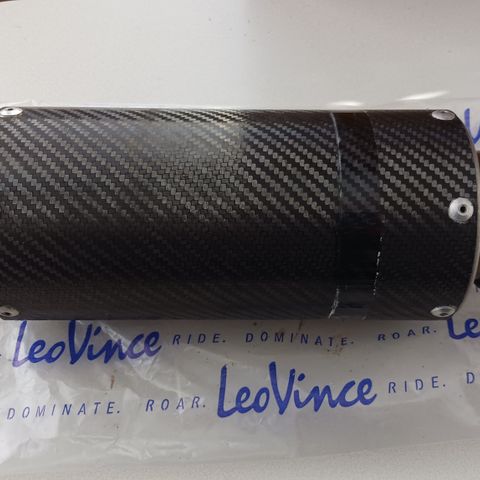 LeoVince RIDE. DOMINATE. ROAR.
DOMINATE. ROAR. LeoVince RIDE. D